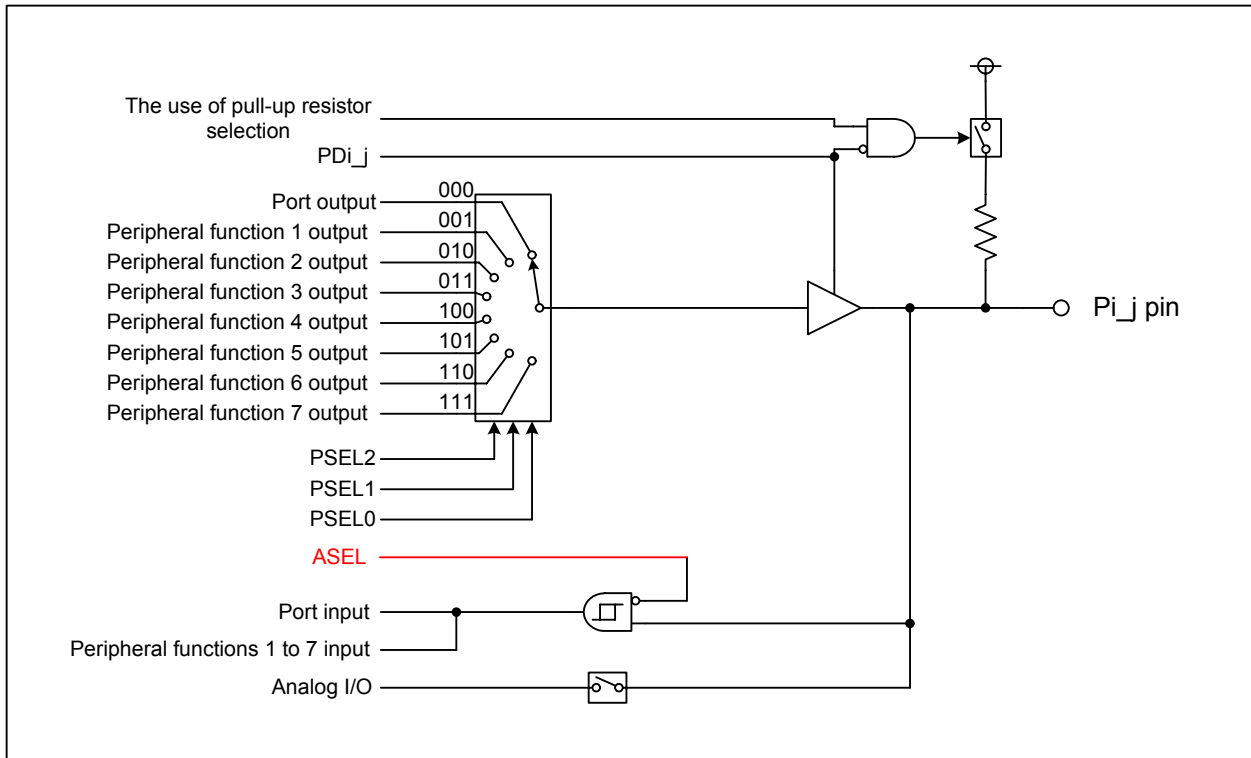 The use of pull-up resistor
selection
PDi_j
Port output
000
Peripheral function 1 output
001
Peripheral function 2 output
010
Peripheral function 3 output
011
Peripheral function 4 output
100
Peripheral function 5 output
101
Peripheral function 6 output
110
Peripheral function 7 output
111
Pi_j pin
PSEL2
PSEL1
PSEL0
ASEL
Port input
Peripheral functions 1 to 7 input
Analog I/O